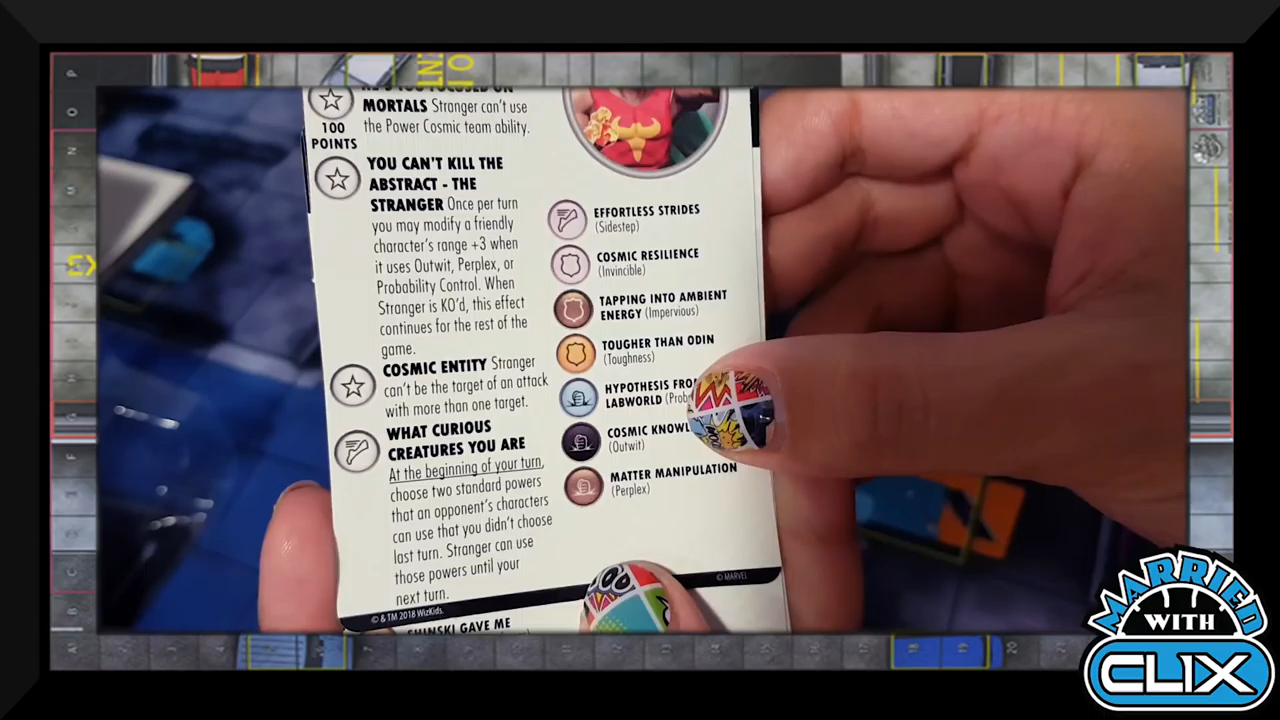 MORTALS Stranger can't use
the Power Cosmic team ability.
100
POINTS
YOU CAN'T KILL THE
ABSTRACT - THE
STRANGER Once per turn
you may modify a friendly
character's range +3 when
it uses Outwit, Perplex, or
Probability Control. When
Stranger is KO'd, this effect
continues for the rest of the
game.
COSMIC ENTITY Stranger
can't be the target of an attack
with more than one target.
WHAT CURIOUS
CREATURES YOU ARE
At the beginning of your turn,
choose two standard powers
that an opponent's characters
can use that you didn't choose
last turn. Stranger can use
those powers until your
next turn.
EFFORTLESS STRIDES
(Sidestep)
COSMIC RESILIENCE
(Invincible)
TAPPING INTO AMBIENT
ENERGY (Impervious)
TOUGHER THAN ODIN
(Toughness)
HYPOTHESIS
LABWORLD
COSMIC
(Outwit)
MATTER MANIPULATION
(Perplex)
© & TM 2018 WizKids.
© MARVEL
GAVE ME
MARRIED
WITH
CLIX